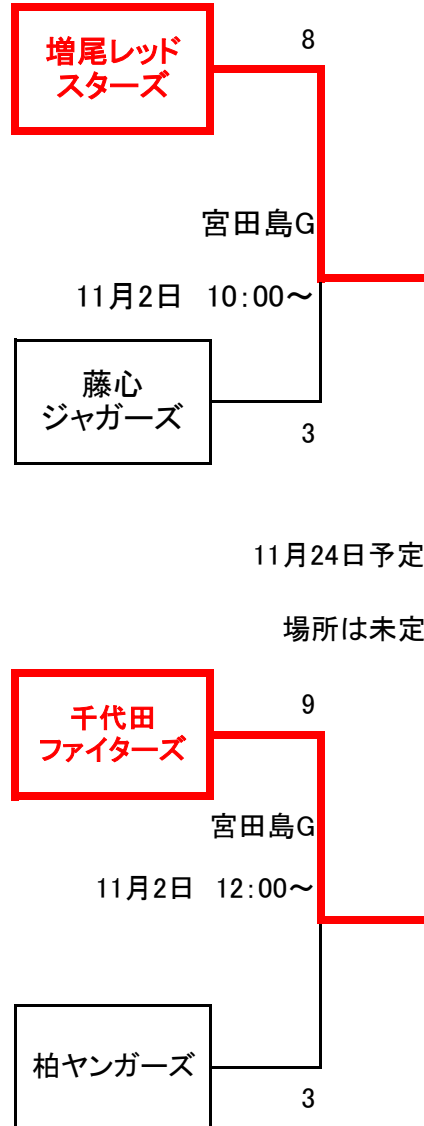 増尾レッド
スターズ
8
宮田島G
11月2日 10:00～
藤心
ジャガーズ
3
11月24日予定
場所は未定
9
千代田
ファイターズ
宮田島G
11月2日 12:00～
柏ヤンガーズ
3